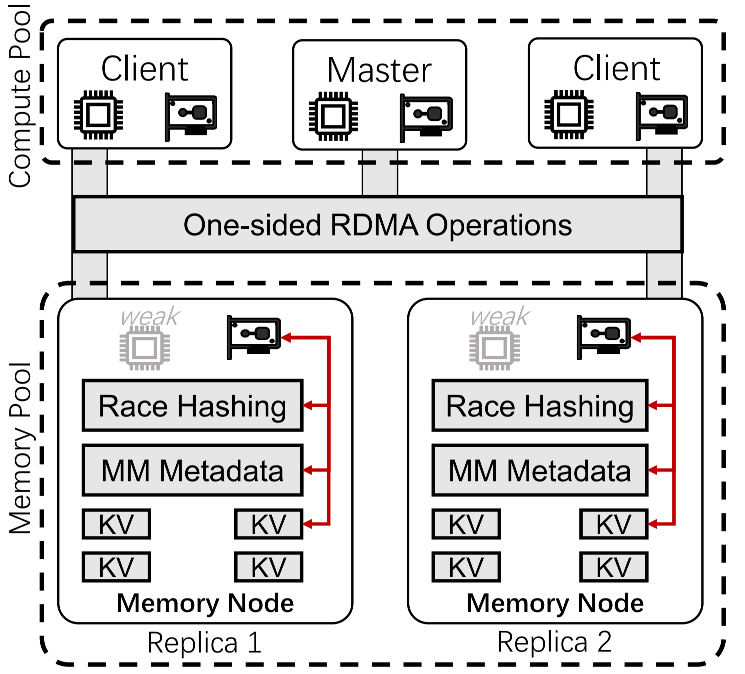 Compute Pool
Client
Master
Client
One-sided RDMA Operations
Memory Pool
weak
Race Hashing
MM Metadata
KV
KV
KV
KV
Memory Node
Replica 1
weak
Race Hashing
MM Metadata
KV
KV
KV
KV
Memory Node
Replica 2